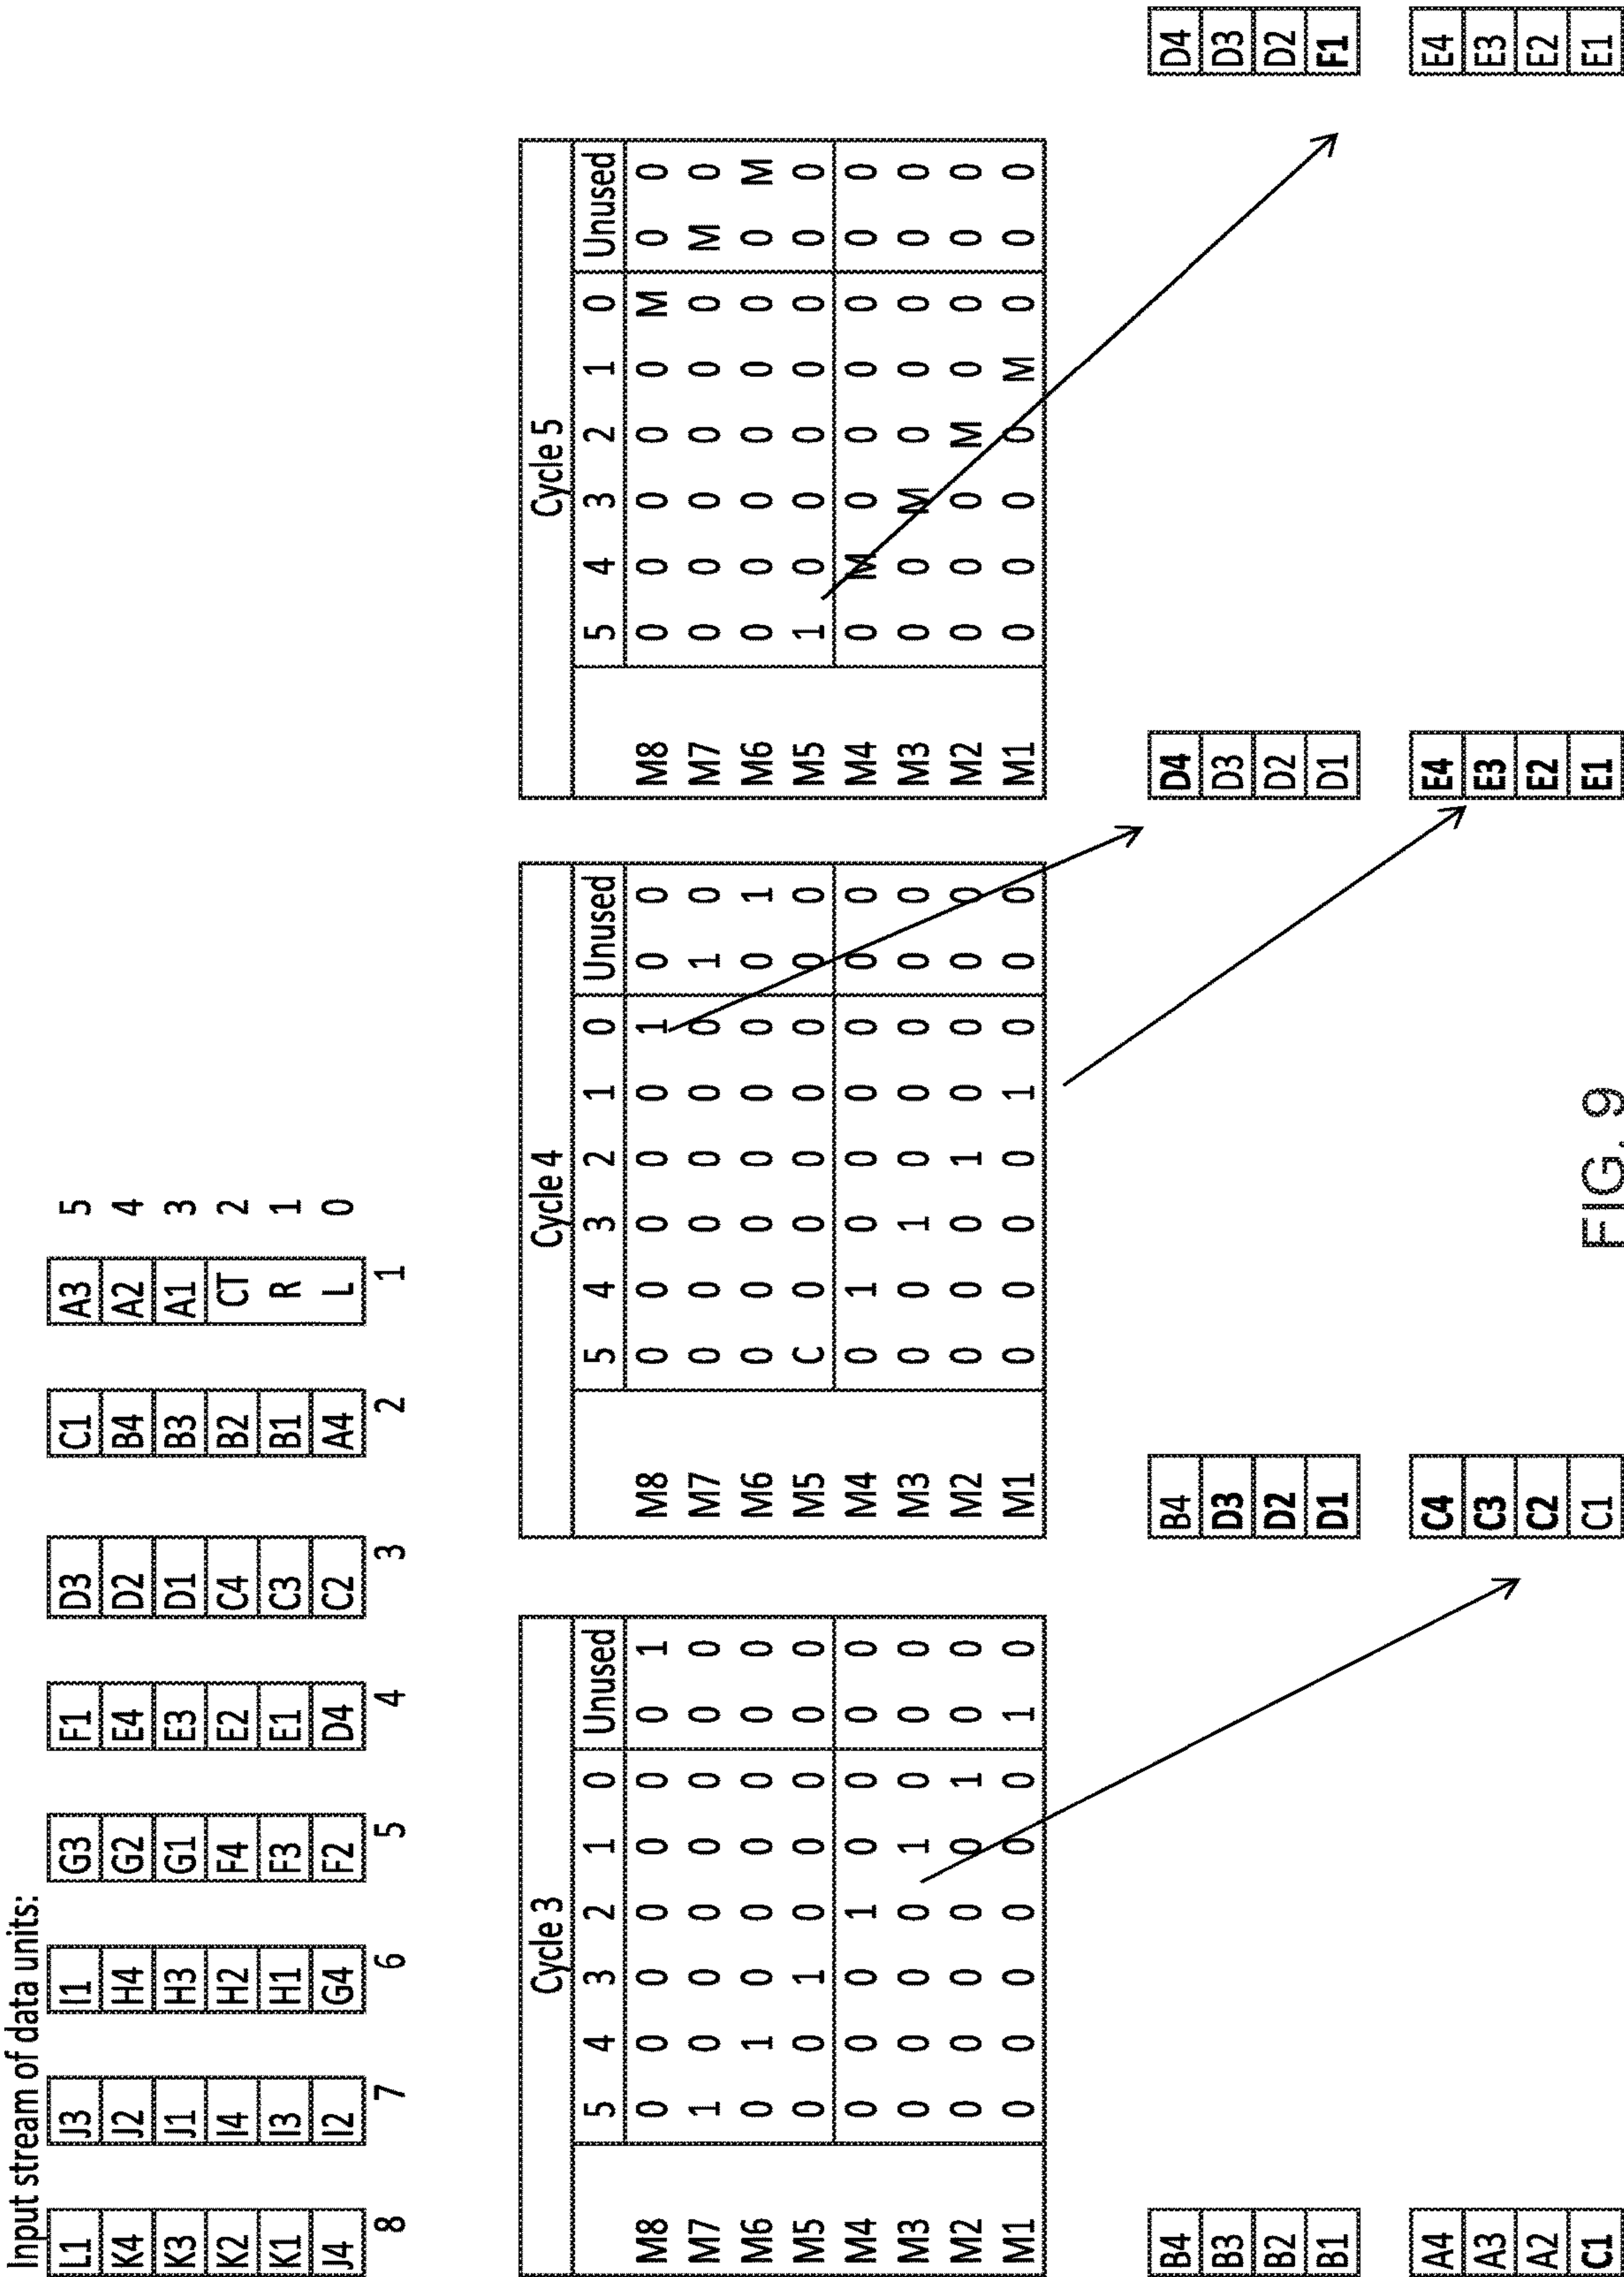 Input stream of data units:
L1 J3 I1 G3 F1 D3 C1 A3 5
K4 J2 H4 G2 E4 D2 B4 A2 4
K3 J1 H3 G1 E3 D1 B3 A1 3
K2 I4 H2 F4 E2 C4 B2 CT 2
K1 I3 H1 F3 E1 C3 B1 R 1
J4 I2 G4 F2 D4 C2 A4 L 0
8 7 6 5 4 3 2 1
Cycle 3
5 4 3 2 1 0 Unused
M8 0 0 0 0 0 0 0 1
M7 1 0 0 0 0 0 0 0
M6 0 1 0 0 0 0 0 0
M5 0 0 1 0 0 0 0 0
M4 0 0 0 1 0 0 0 0
M3 0 0 0 0 1 0 0 0
M2 0 0 0 0 0 1 0 0
M1 0 0 0 0 0 0 1 0
Cycle 4
5 4 3 2 1 0 Unused
M8 0 0 0 0 0 1 0 0
M7 0 0 0 0 0 0 1 0
M6 0 0 0 0 0 0 0 1
M5 C 0 0 0 0 0 0 0
M4 0 1 0 0 0 0 0 0
M3 0 0 1 0 0 0 0 0
M2 0 0 0 1 0 0 0 0
M1 0 0 0 0 1 0 0 0
Cycle 5
5 4 3 2 1 0 Unused
M8 0 0 0 0 0 M 0 0
M7 0 0 0 0 0 0 M 0
M6 0 0 0 0 0 0 0 M
M5 1 0 0 0 0 0 0 0
M4 0 M 0 0 0 0 0 0
M3 0 0 M 0 0 0 0 0
M2 0 0 0 M 0 0 0 0
M1 0 0 0 0 M 0 0 0
B4 B4 D4 D4
B3 D3 D3 D3
B2 D2 D2 D2
B1 D1 D1 F1
A4 C4 E4 E4
A3 C3 E3 E3
A2 C2 E2 E2
C1 C1 E1 E1
FIG. 9